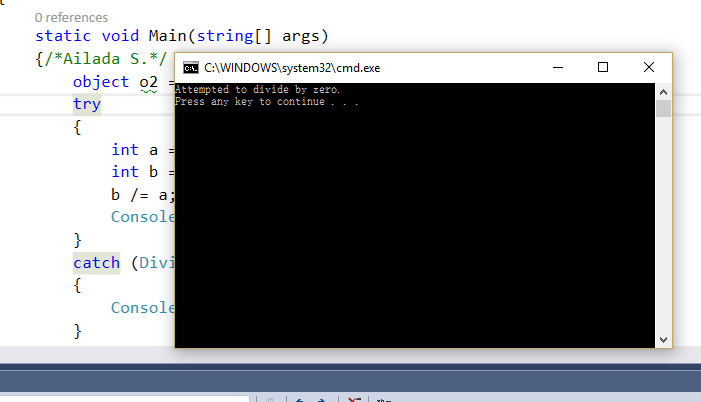 0 references
static void Main(string[] args)
{/*Ailada S.*/
object o2 =
try
{
int a =
int b =
b /= a;
Console
}
catch (Divi
{
Console
}
C:\WINDOWS\system32\cmd.exe
Attempted to divide by zero.
Press any key to continue . . .